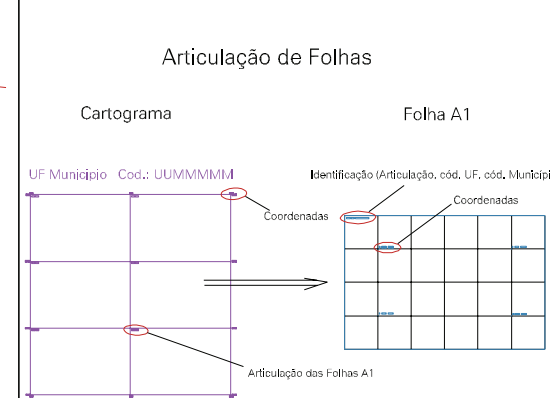 Articulação de Folhas
Cartograma
Folha A1
UF Municipio Cod.: UUMMMMM
Identificação (Articulação, cód. UF, cód. Municípi
Coordenadas
Coordenadas
Articulação das Folhas A1